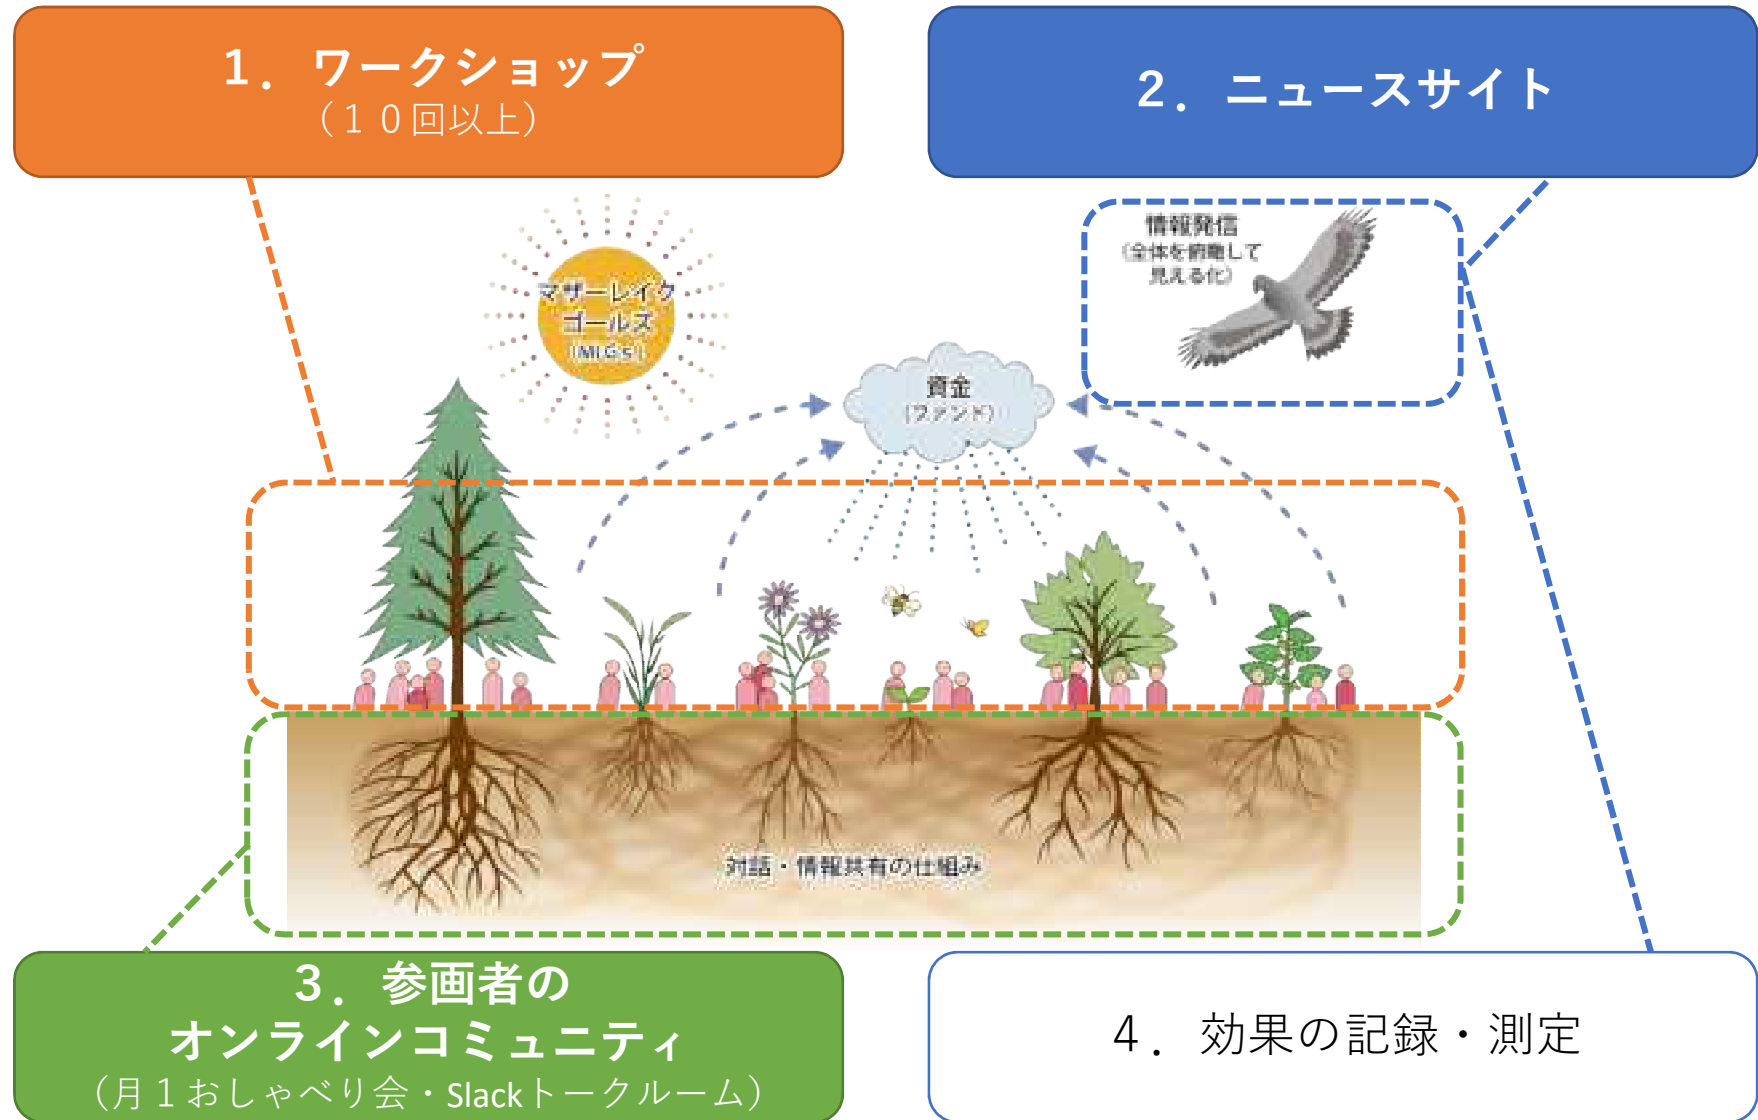 １．ワークショップ
（１０回以上）
２．ニュースサイト
情報発信
（全体を俯瞰して
見える化）
マザーレイク
ゴールズ
（MLGs）
資金
（ファンド）
対話・情報共有の仕組み
３．参画者の
オンラインコミュニティ
（月１おしゃべり会・Slackトークルーム）
４．効果の記録・測定